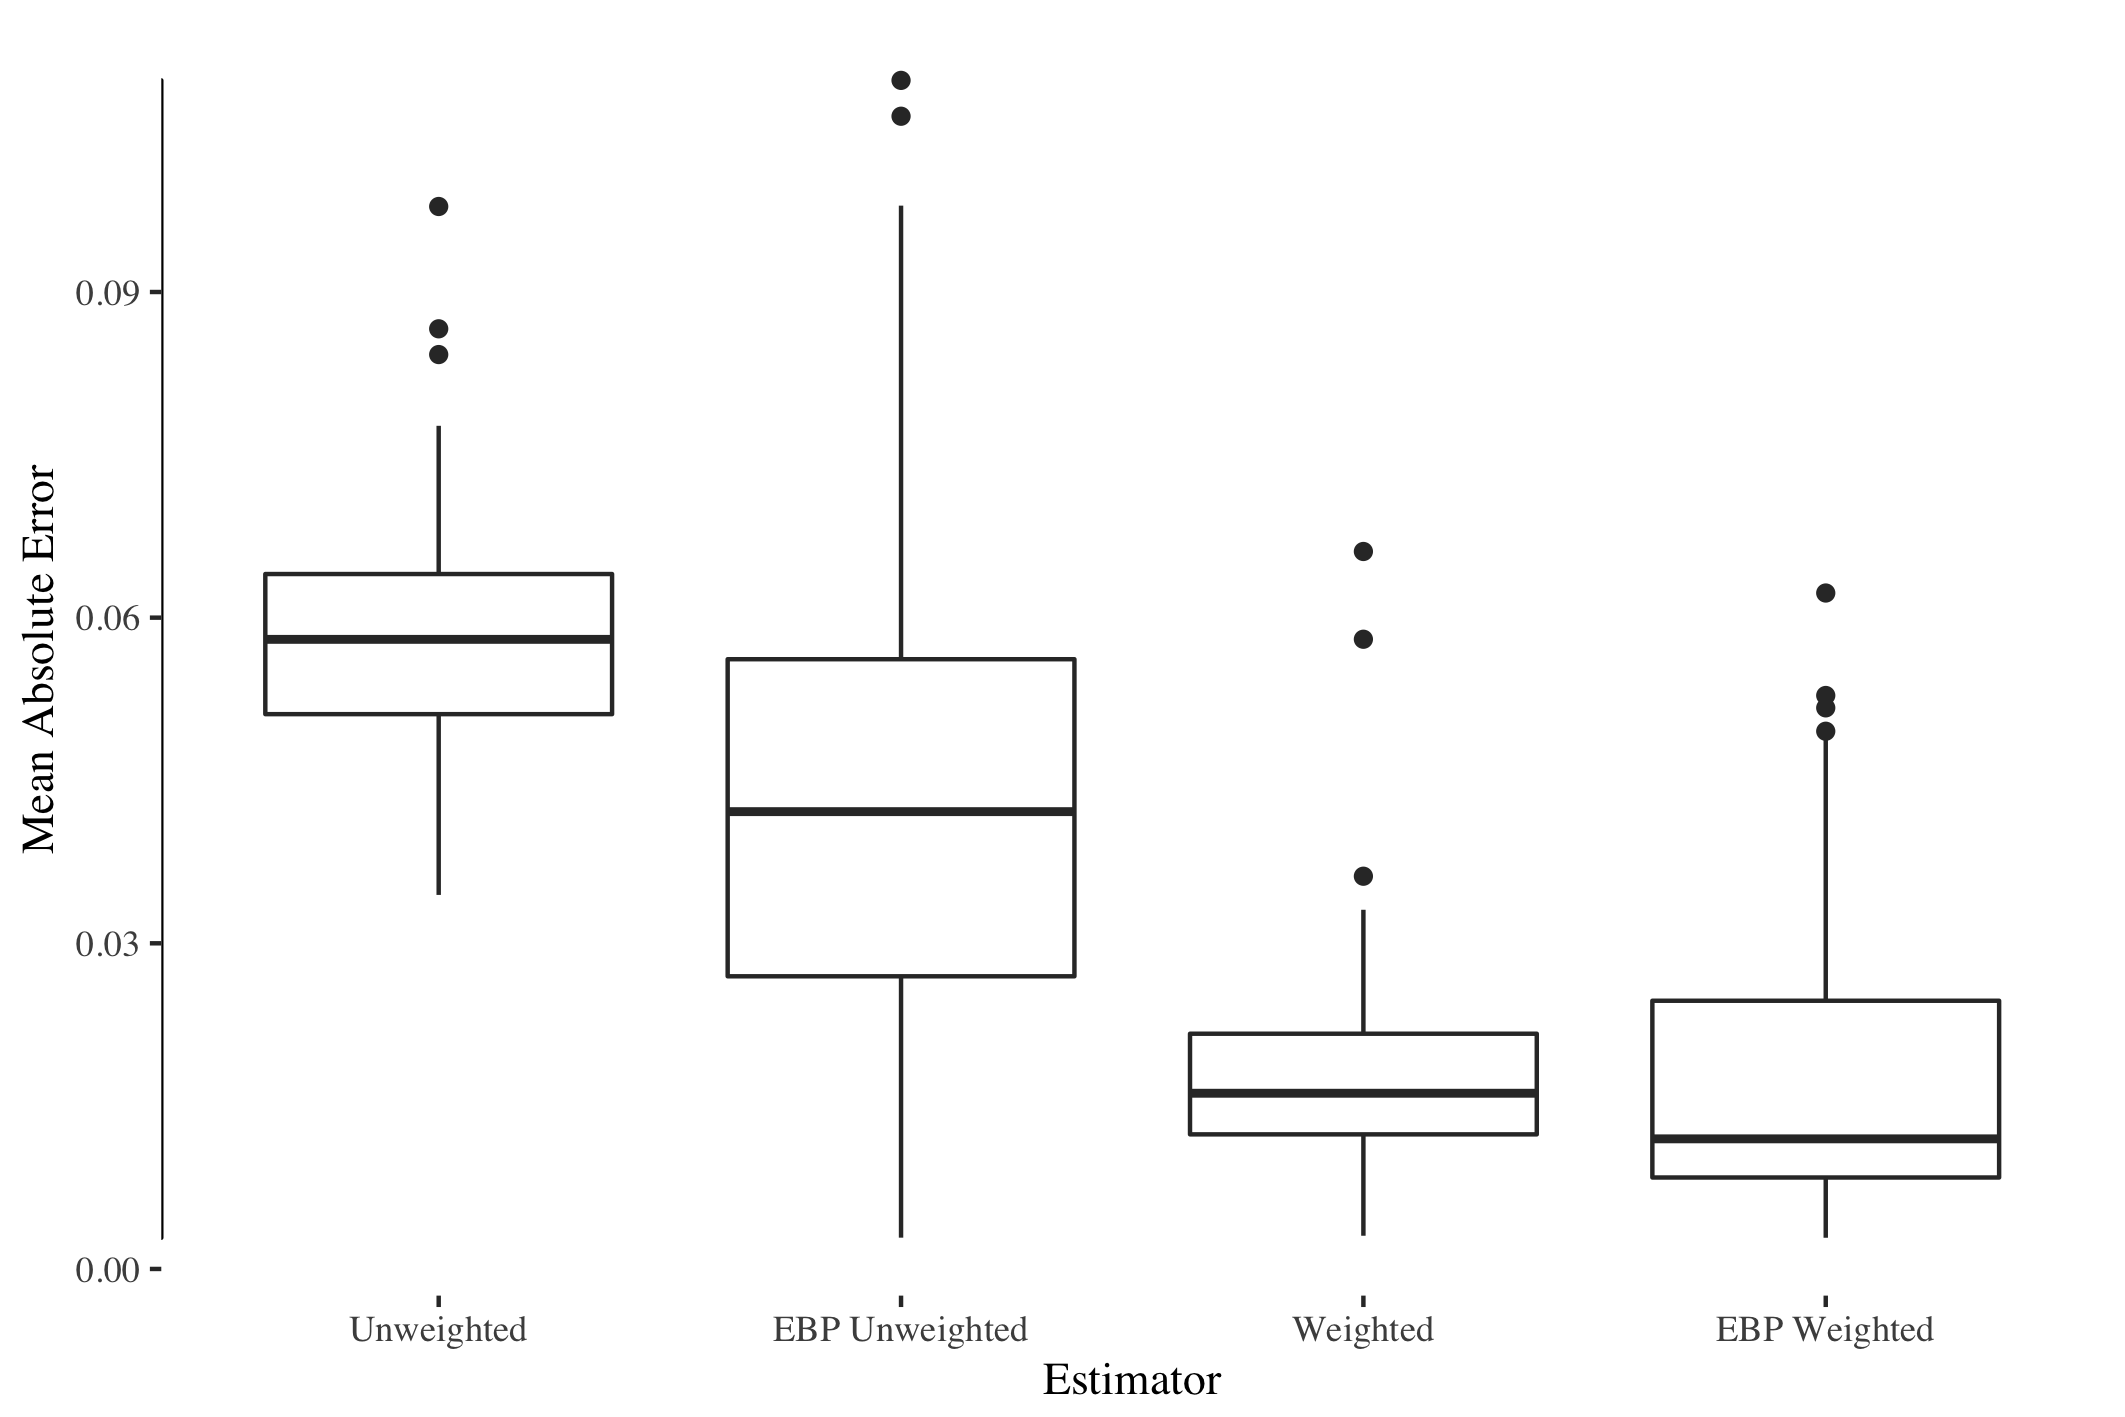 Mean Absolute Error
0.09
0.06
0.03
0.00
Unweighted
EBP Unweighted
Weighted
EBP Weighted
Estimator